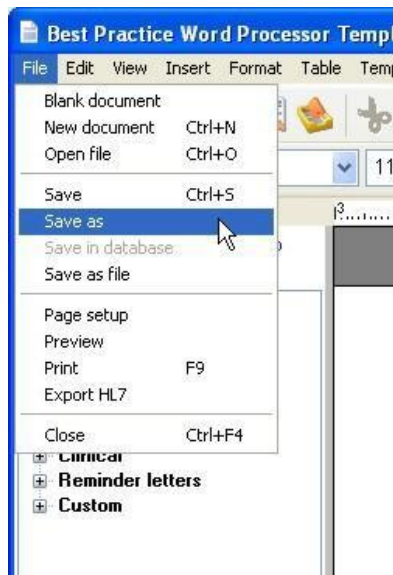 Best Practice Word Processor Templ
File Edit View Insert Format Table Temp
Blank document
New document Ctrl+N
Open file Ctrl+O
11
Save Ctrl+S
Save as
3
Save in database
Save as file
Page setup
Preview
Print F9
Export HL7
Close Ctrl+F4
Clinical
Reminder letters
Custom